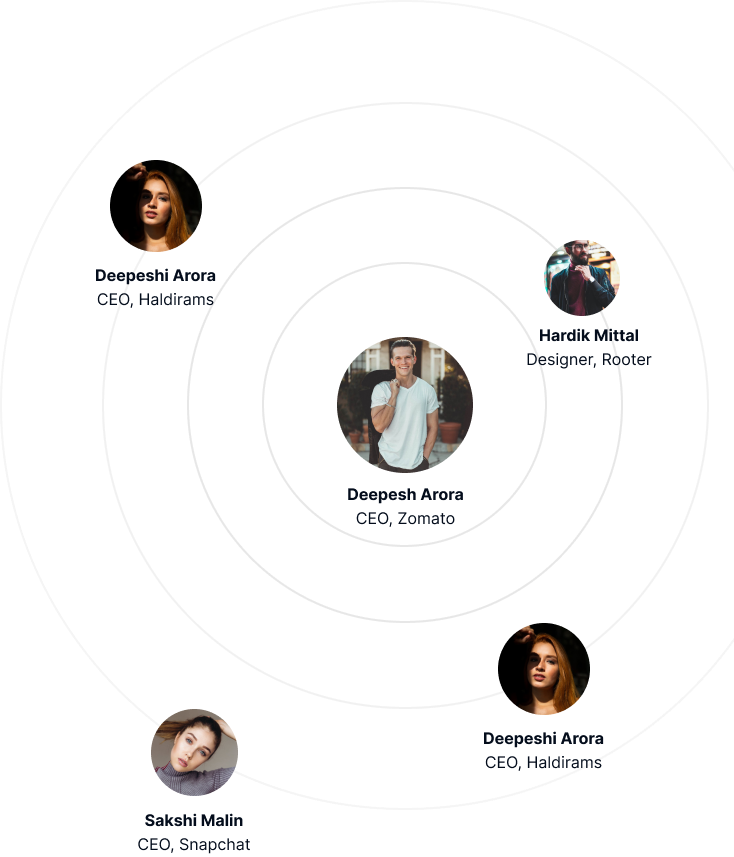 Deepeshi Arora
CEO, Haldirams
Hardik Mittal
Designer, Rooter
Deepesh Arora
CEO, Zomato
Deepeshi Arora
CEO, Haldirams
Sakshi Malin
CEO, Snapchat